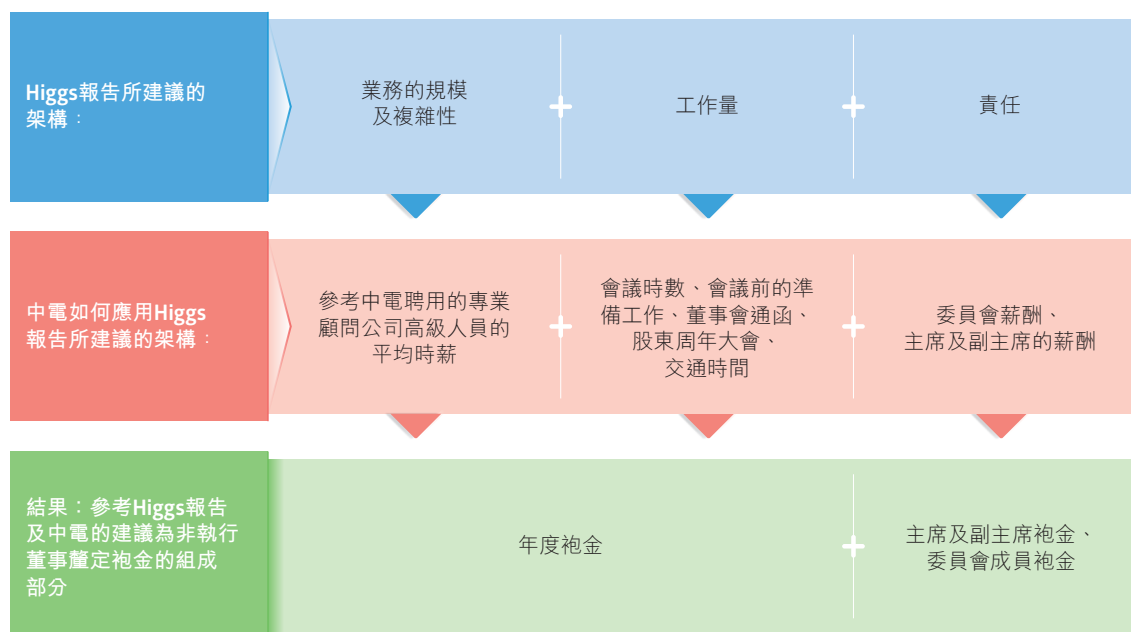 Higgs報告所建議的
架構：
業務的規模
及複雜性
+
工作量
+
責任
中電如何應用Higgs
報告所建議的架構：
參考中電聘用的專業
顧問公司高級人員的
平均時薪
+
會議時數、會議前的準
備工作、董事會通函、
股東周年大會、
交通時間
+
委員會薪酬、
主席及副主席的薪酬
結果：參考Higgs報告
及中電的建議為非執行
董事釐定袍金的組成
部分
年度袍金
+
主席及副主席袍金、
委員會成員袍金